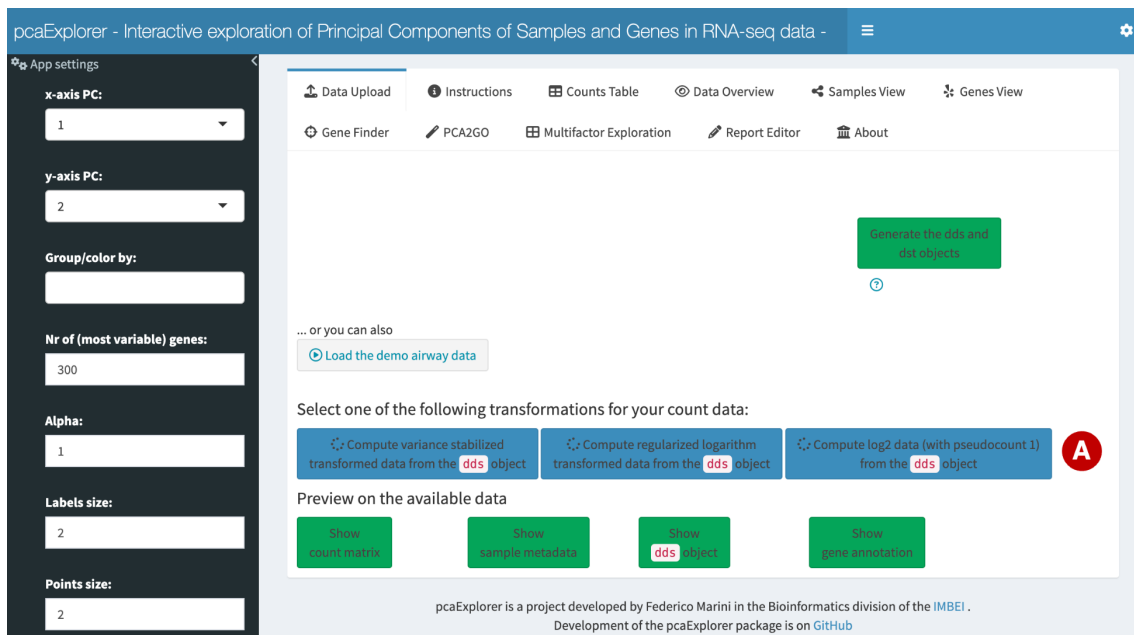 pcaExplorer - Interactive exploration of Principal Components of Samples and Genes in RNA-seq data -
App settings
x-axis PC:
1
y-axis PC:
2
Group/color by:
Nr of (most variable) genes:
300
Alpha:
1
Labels size:
2
Points size:
2
Data Upload
Instructions
Counts Table
Data Overview
Samples View
Genes View
Gene Finder
PCA2GO
Multifactor Exploration
Report Editor
About
Generate the dds and
dst objects
... or you can also
Load the demo airway data
Select one of the following transformations for your count data:
Compute variance stabilized
transformed data from the dds object
Compute regularized logarithm
transformed data from the dds object
Compute log2 data (with pseudocount 1)
from the dds object
A
Preview on the available data
Show
count matrix
Show
sample metadata
Show
dds object
Show
gene annotation
pcaExplorer is a project developed by Federico Marini in the Bioinformatics division of the IMBEI .
Development of the pcaExplorer package is on GitHub